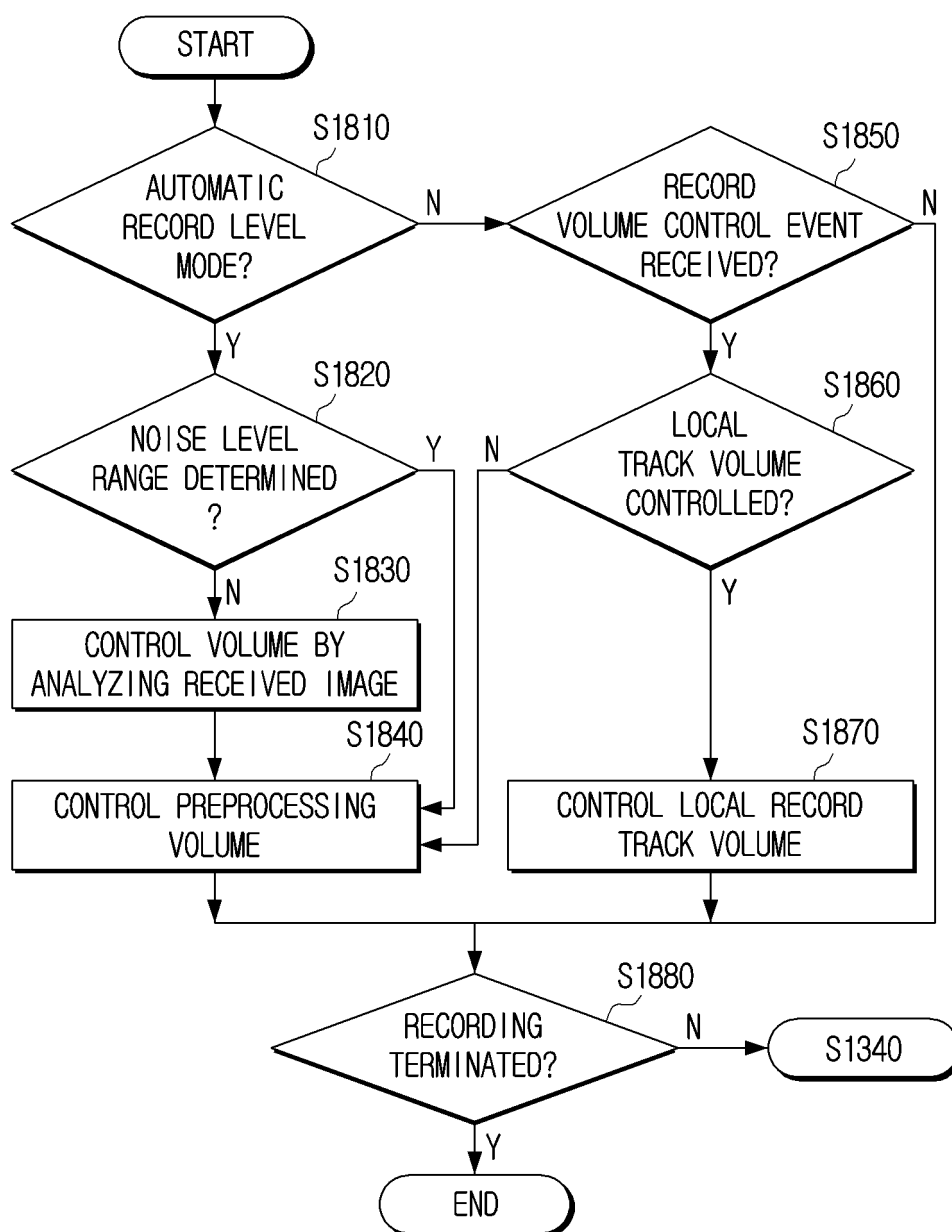 START
S1810
AUTOMATIC
RECORD LEVEL
MODE?
N
Y
S1850
RECORD
VOLUME CONTROL EVENT
RECEIVED?
N
Y
S1820
NOISE LEVEL
RANGE DETERMINED
?
Y
N
S1860
LOCAL
TRACK VOLUME
CONTROLLED?
N
Y
S1830
CONTROL VOLUME BY
ANALYZING RECEIVED IMAGE
S1840
CONTROL PREPROCESSING
VOLUME
S1870
CONTROL LOCAL RECORD
TRACK VOLUME
S1880
RECORDING
TERMINATED?
N
S1340
Y
END